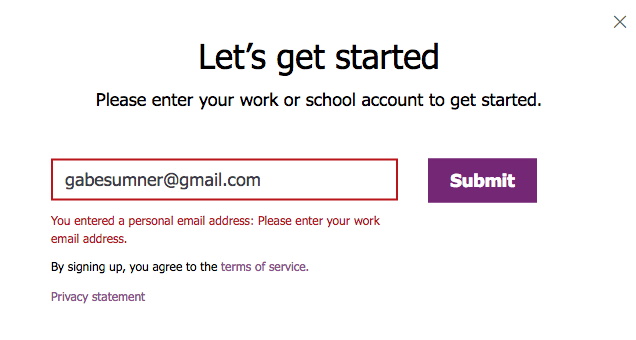 Let’s get started
Please enter your work or school account to get started.
gabesumner@gmail.com
Submit
You entered a personal email address: Please enter your work
email address.
By signing up, you agree to the terms of service.
Privacy statement